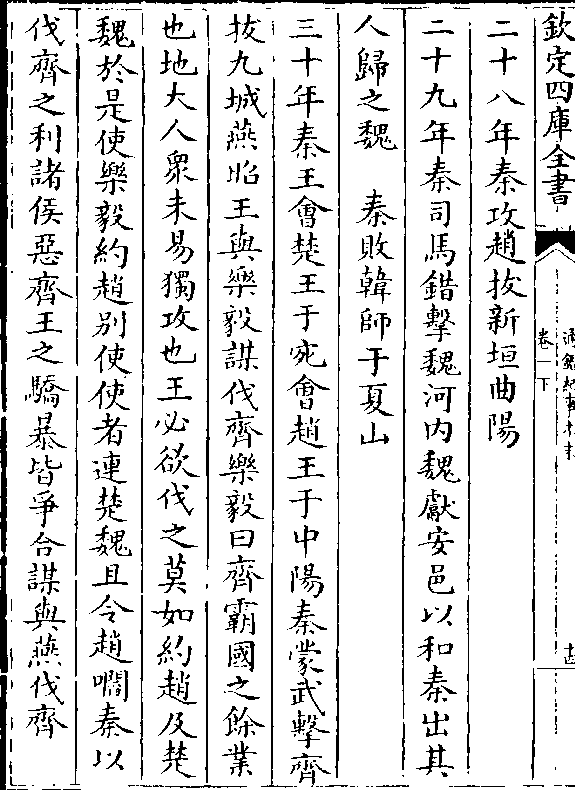 欽定四庫全書
卷一下
二十八年秦攻趙拔新垣曲陽
二十九年秦司馬錯擊魏河内魏獻安邑以和秦出其
人歸之魏　秦敗韓師于夏山
三十年秦王會楚王于宛會趙王于中陽秦蒙武擊齊
拔九城燕昭王與樂毅謀伐齊樂毅曰齊霸國之餘業
也地大人衆未易獨攻也王必欲伐之莫如約趙及楚
魏於是使樂毅約趙别使使者連楚魏且令趙嚪秦以
伐齊之利諸侯惡齊王之驕暴皆爭合謀與燕伐齊